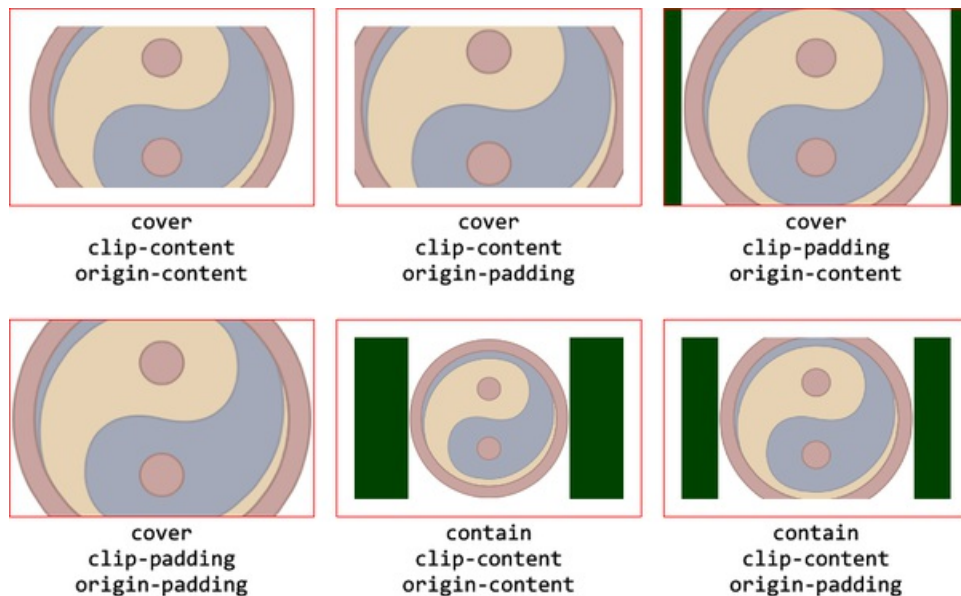 cover
clip-content
origin-content
cover
clip-content
origin-padding
cover
clip-padding
origin-content
cover
clip-padding
origin-padding
contain
clip-content
origin-content
contain
clip-content
origin-padding